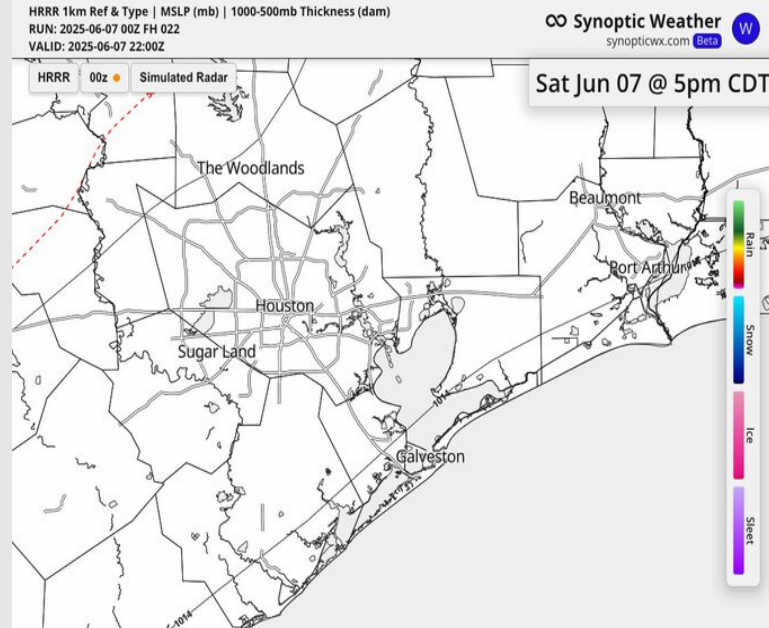 HRRR 1km Ref & Type | MSLP (mb) | 1000-500mb Thickness (dam)
RUN: 2025-06-07 00Z FH 022
VALID: 2025-06-07 22:00Z
Synoptic Weather
synopticwx.com Beta
W
HRRR
00z
Simulated Radar
Sat Jun 07 @ 5pm CDT
The Woodlands
Beaumont
Port Arthur
Houston
Sugar Land
1014
Galveston
1014
Rain
Snow
Ice
Sleet